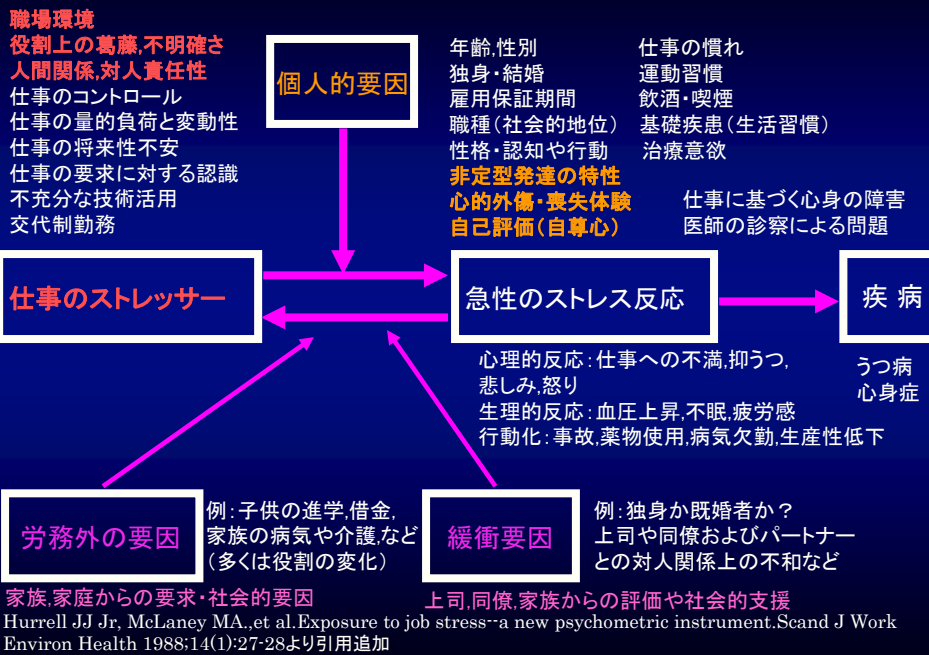 職場環境
役割上の葛藤,不明確さ
人間関係,対人責任性
仕事のコントロール
仕事の量的負荷と変動性
仕事の将来性不安
仕事の要求に対する認識
不充分な技術活用
交代制勤務
個人的要因
年齢,性別
独身・結婚
雇用保証期間
職種(社会的地位)
性格・認知や行動
非定型発達の特性
心的外傷・喪失体験
自己評価(自尊心)
仕事の慣れ
運動習慣
飲酒・喫煙
基礎疾患(生活習慣)
治療意欲
仕事に基づく心身の障害
医師の診察による問題
仕事のストレッサー
急性のストレス反応
疾 病
心理的反応:仕事への不満,抑うつ,
悲しみ,怒り
生理的反応:血圧上昇,不眠,疲労感
行動化:事故,薬物使用,病気欠勤,生産性低下
うつ病
心身症
労務外の要因
例:子供の進学,借金,
家族の病気や介護,など
(多くは役割の変化)
緩衝要因
例:独身か既婚者か?
上司や同僚およびパートナー
との対人関係上の不和など
家族,家庭からの要求・社会的要因
上司,同僚,家族からの評価や社会的支援
Hurrell JJ Jr, McLaney MA.,et al.Exposure to job stress--a new psychometric instrument.Scand J Work
Environ Health 1988;14(1):27-28より引用追加